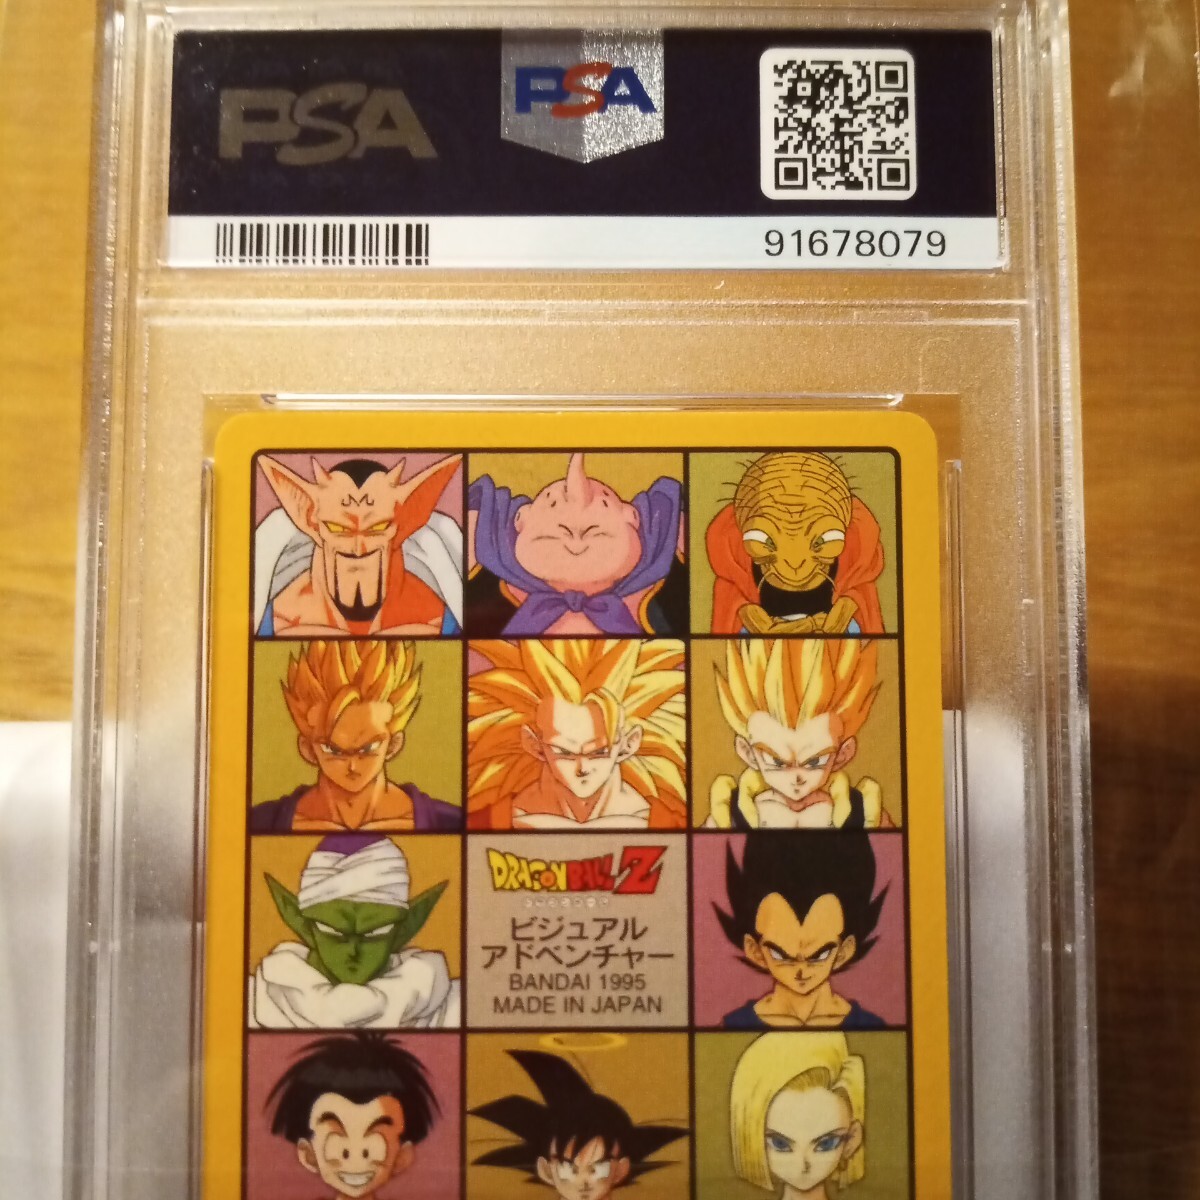 PSA
PSA
91678079
DRAGON BALL Z
ビジュアル
アドベンチャー
BANDAI 1995
MADE IN JAPAN